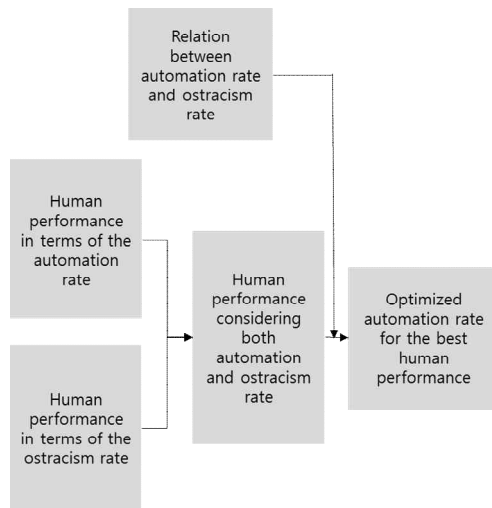 Relation
between
automation rate
and ostracism
rate
Human
performance
in terms of the
automation
rate
Human
performance
considering
both
automation
and ostracism
rate
Optimized
automation rate
for the best
human
performance
Human
performance
in terms of the
ostracism rate